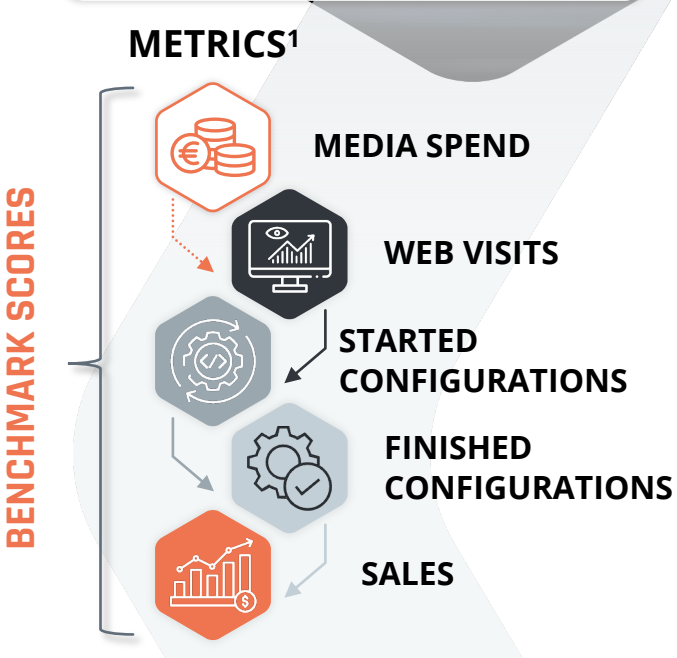 METRICS¹
BENCHMARK SCORES
€
MEDIA SPEND
WEB VISITS
</>
STARTED
CONFIGURATIONS
FINISHED
CONFIGURATIONS
$
SALES